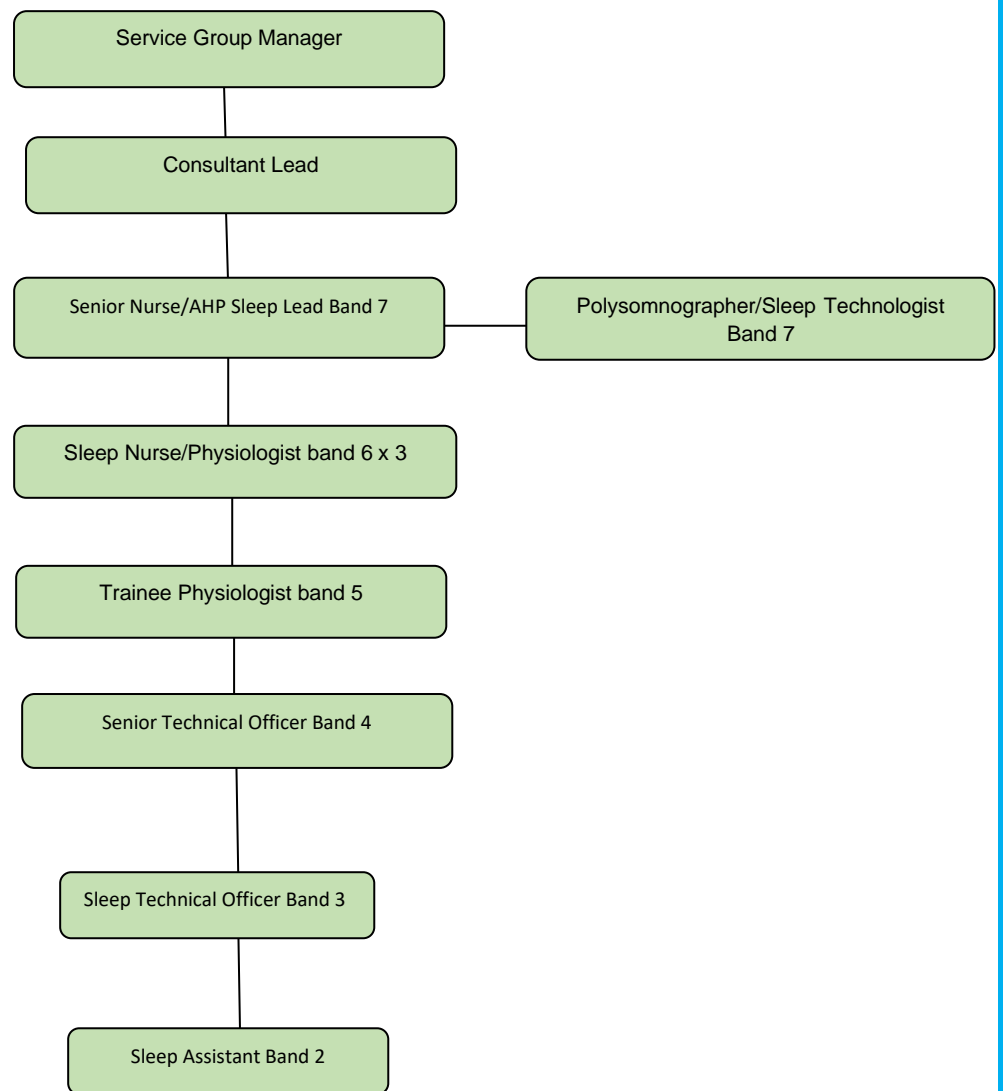 Service Group Manager
Consultant Lead
Senior Nurse/AHP Sleep Lead Band 7
Polysomnographer/Sleep Technologist
Band 7
Sleep Nurse/Physiologist band 6 x 3
Trainee Physiologist band 5
Senior Technical Officer Band 4
Sleep Technical Officer Band 3
Sleep Assistant Band 2